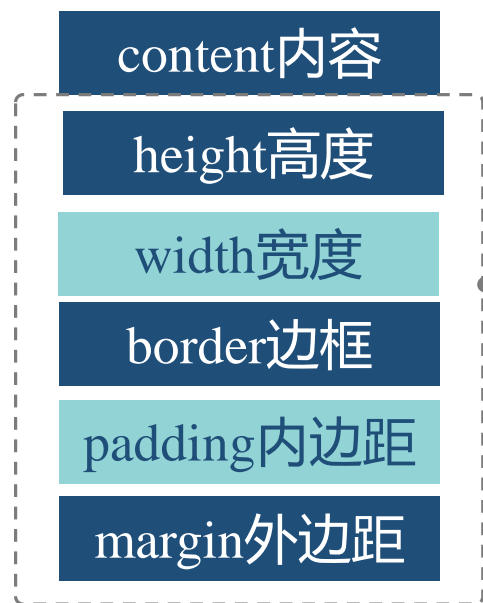 content内容
height高度
width宽度
border边框
padding内边距
margin外边距